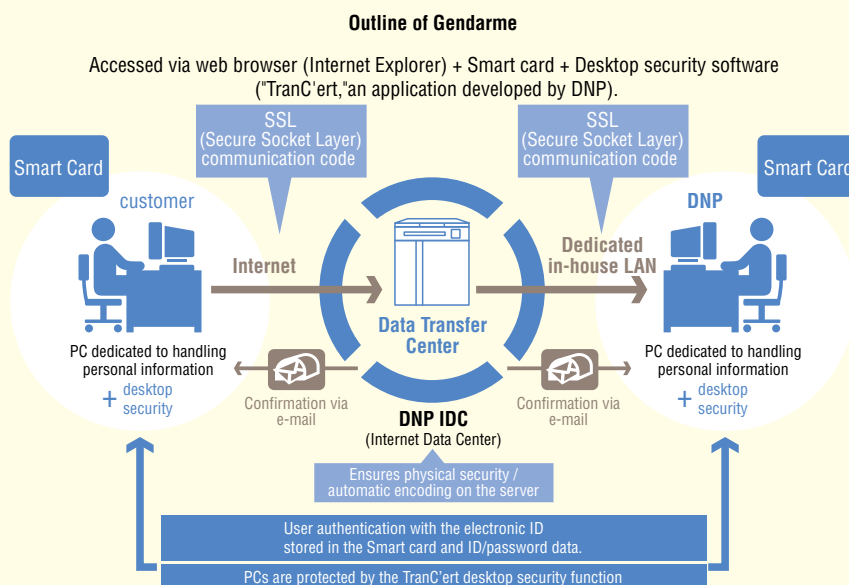 Outline of Gendarme
Accessed via web browser (Internet Explorer) + Smart card + Desktop security software
("TranC'ert,"an application developed by DNP).
SSL
(Secure Socket Layer)
communication code
SSL
(Secure Socket Layer)
communication code
Smart Card
Smart Card
customer
DNP
Internet
Dedicated
in-house LAN
Data Transfer
Center
PC dedicated to handling
personal information
+ desktop
security
PC dedicated to handling
personal information
+ desktop
security
Confirmation via
e-mail
Confirmation via
e-mail
DNP IDC
(Internet Data Center)
Ensures physical security /
automatic encoding on the server
User authentication with the electronic ID
stored in the Smart card and ID/password data.
PCs are protected by the TranC'ert desktop security function